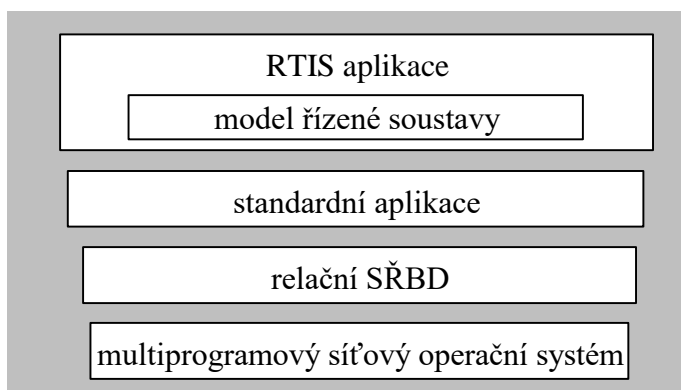 RTIS aplikace
model řízené soustavy
standardní aplikace
relační SŘBD
multiprogramový síťový operační systém